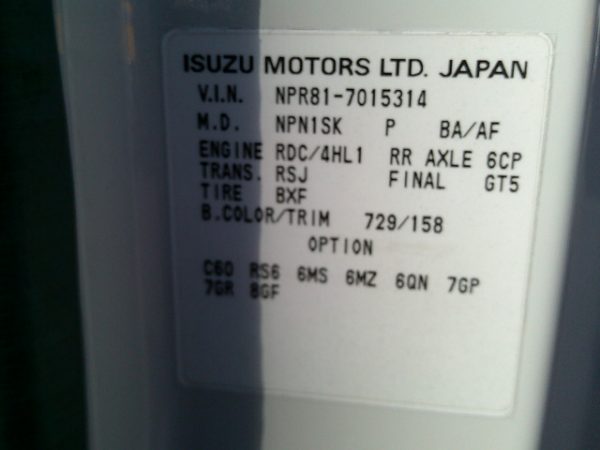 ISUZU MOTORS LTD. JAPAN
V.I.N. NPR81-7015314
M.D. NPN1SK P BA/AF
ENGINE RDC/4HL1 RR AXLE 6CP
TRANS. RSJ FINAL GT5
TIRE BXF
B.COLOR/TRIM 729/158
OPTION
C60 RS6 6MS 6MZ 6QN 7GP
7GR 8GF